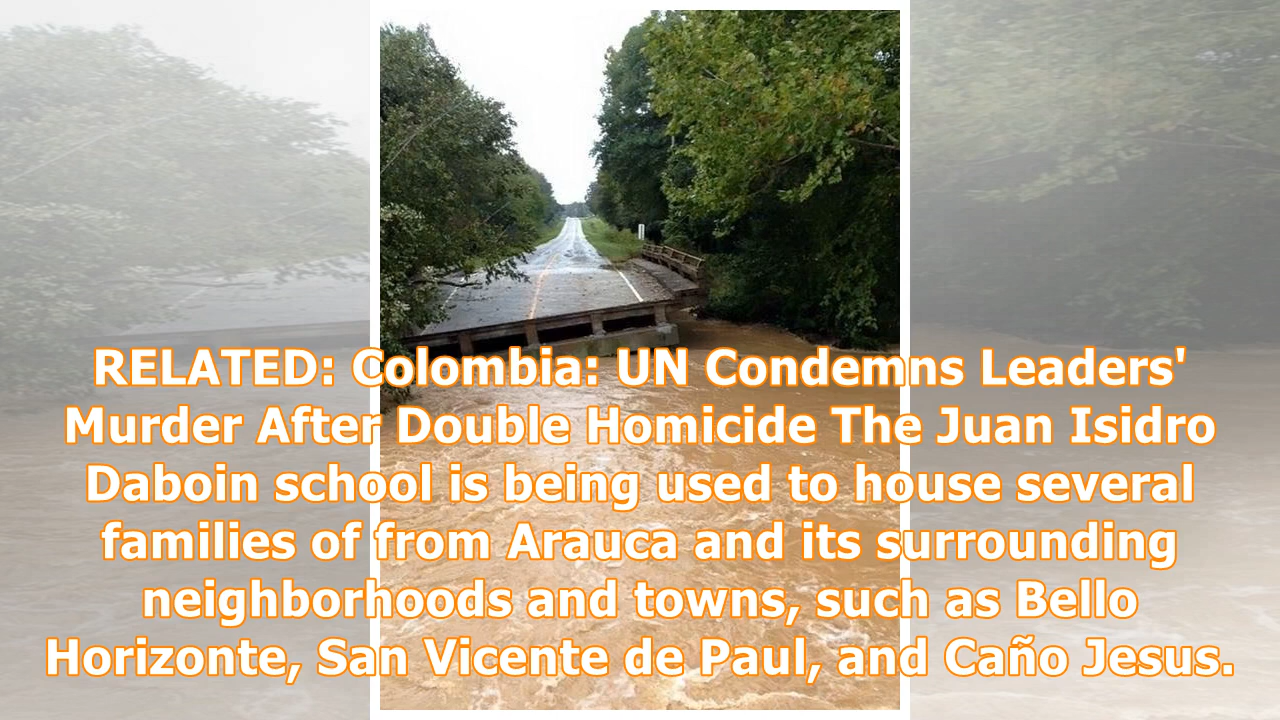 RELATED: Colombia: UN Condemns Leaders'
Murder After Double Homicide The Juan Isidro
Daboin school is being used to house several
families of from Arauca and its surrounding
neighborhoods and towns, such as Bello
Horizonte, San Vicente de Paul, and Caño Jesus.